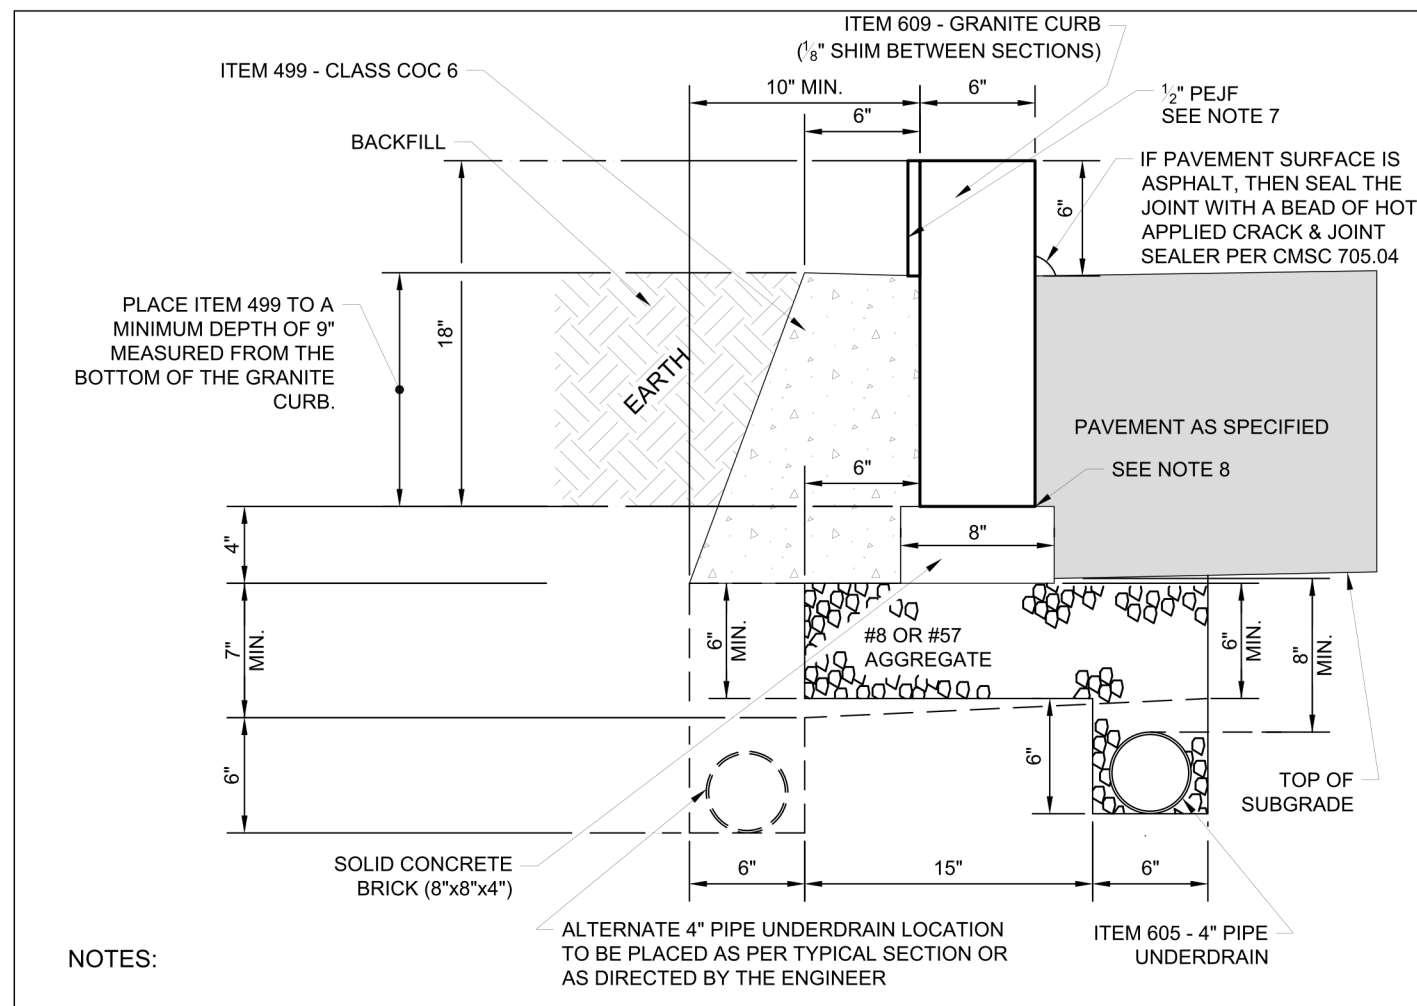 ITEM 609 - GRANITE CURB
(1/8" SHIM BETWEEN SECTIONS)
ITEM 499 - CLASS COC 6
10" MIN.
6"
1/2" PEJF
SEE NOTE 7
6"
BACKFILL
IF PAVEMENT SURFACE IS
ASPHALT, THEN SEAL THE
JOINT WITH A BEAD OF HOT
APPLIED CRACK & JOINT
SEALER PER CMSC 705.04
6"
18"
PLACE ITEM 499 TO A
MINIMUM DEPTH OF 9"
MEASURED FROM THE
BOTTOM OF THE GRANITE
CURB.
EARTH
PAVEMENT AS SPECIFIED
6"
SEE NOTE 8
4"
8"
7"
MIN.
6"
MIN.
#8 OR #57
AGGREGATE
6"
MIN.
8"
MIN.
6"
6"
TOP OF
SUBGRADE
SOLID CONCRETE
BRICK (8"x8"x4")
6"
15"
6"
ALTERNATE 4" PIPE UNDERDRAIN LOCATION
TO BE PLACED AS PER TYPICAL SECTION OR
AS DIRECTED BY THE ENGINEER
ITEM 605 - 4" PIPE
UNDERDRAIN
NOTES: